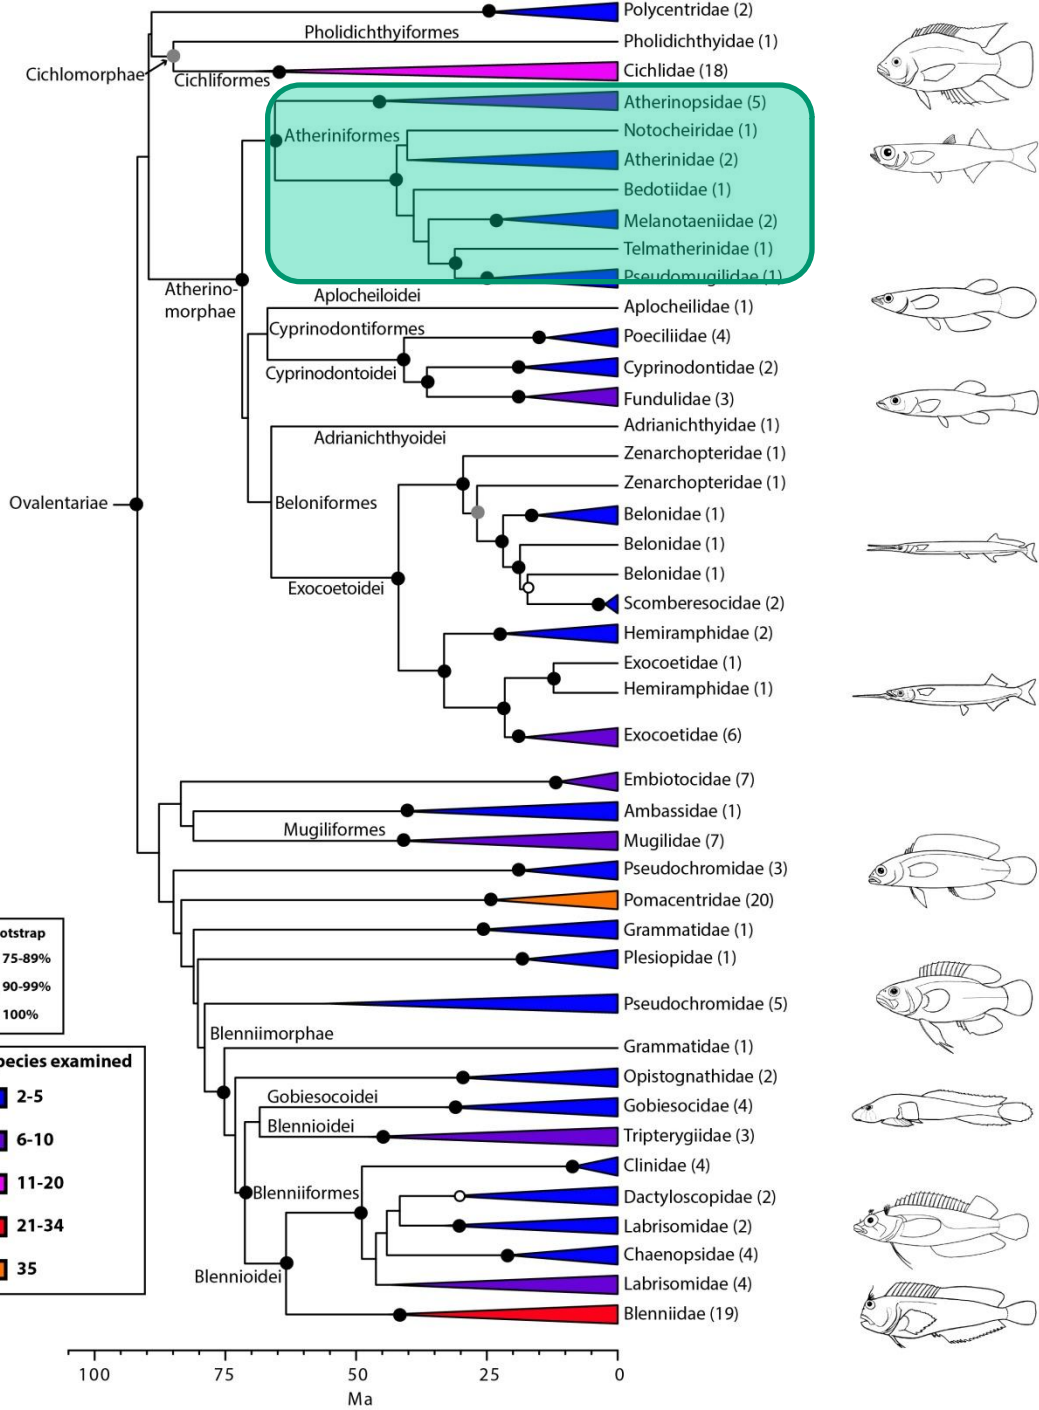 Polycentridae (2)
Pholidichthyiformes
Pholidichthyidae (1)
Cichlomorphae
Cichliformes
Cichlidae (18)
Atherinopsidae (5)
Atheriniformes
Notocheiridae (1)
Atherinidae (2)
Bedotiidae (1)
Melanotaeniidae (2)
Telmatherinidae (1)
Pseudomugilidae (1)
Atherino-
morphae
Aplocheiloidei
Aplocheilidae (1)
Cyprinodontiformes
Poeciliidae (4)
Cyprinodontoidei
Cyprinodontidae (2)
Fundulidae (3)
Adrianichthyidae (1)
Adrianichthyoidei
Zenarchopteridae (1)
Zenarchopteridae (1)
Ovalentariae
Beloniformes
Belonidae (1)
Belonidae (1)
Belonidae (1)
Exocoetoidei
Scomberesocidae (2)
Hemiramphidae (2)
Exocoetidae (1)
Hemiramphidae (1)
Exocoetidae (6)
Embiotocidae (7)
Ambassidae (1)
Mugiliformes
Mugilidae (7)
Pseudochromidae (3)
Pomacentridae (20)
Grammatidae (1)
Plesiopidae (1)
Pseudochromidae (5)
Blenniimorphae
Grammatidae (1)
Opistognathidae (2)
Gobiesocoidei
Gobiesocidae (4)
Blennioidei
Tripterygiidae (3)
Clinidae (4)
Blenniiformes
Dactyloscopidae (2)
Labrisomidae (2)
Chaenopsidae (4)
Blennioidei
Labrisomidae (4)
Blenniidae (19)
otstrap
75-89%
90-99%
100%
pecies examined
2-5
6-10
11-20
21-34
35
100 75 50 25 0
Ma